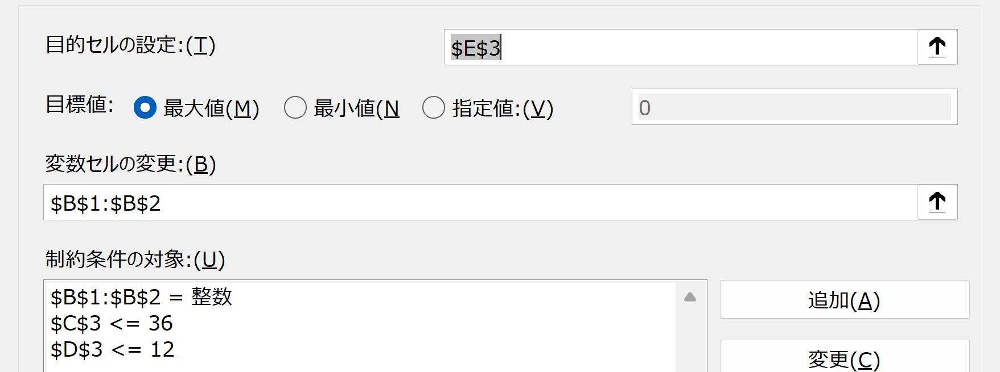 目的セルの設定:(T) $E$3
目標値: 最大値(M) 最小値(N 指定値:(V) 0
変数セルの変更:(B)
$B$1:$B$2
制約条件の対象:(U)
$B$1:$B$2 = 整数
$C$3 <= 36
$D$3 <= 12
追加(A)
変更(C)